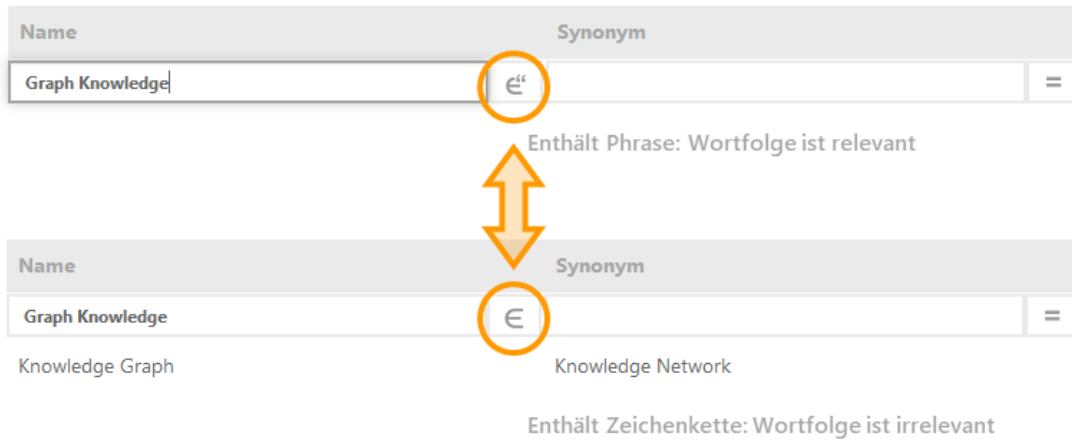 Name Synonym
Graph Knowledge ∈“ =
Enthält Phrase: Wortfolge ist relevant
Name Synonym
Graph Knowledge ∈ =
Knowledge Graph Knowledge Network
Enthält Zeichenkette: Wortfolge ist irrelevant